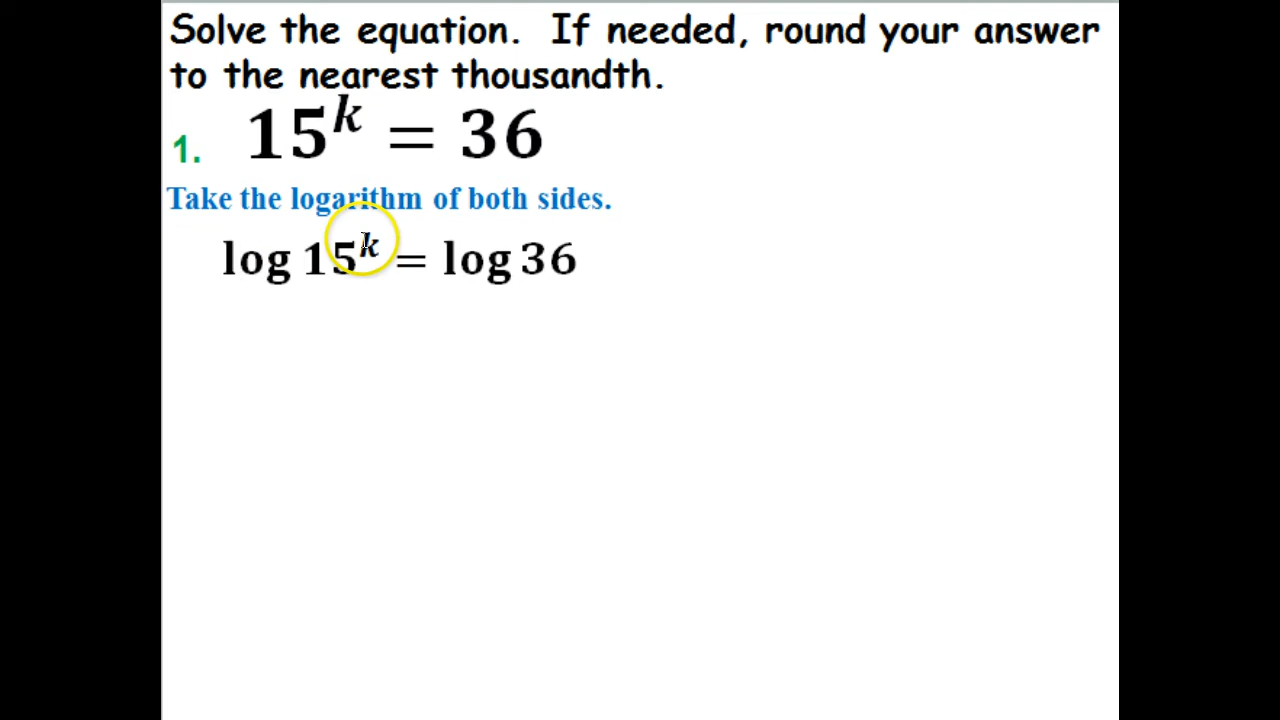 Solve the equation. If needed, round your answer
to the nearest thousandth.
1. 15^k = 36
Take the logarithm of both sides.
log 15^k = log 36